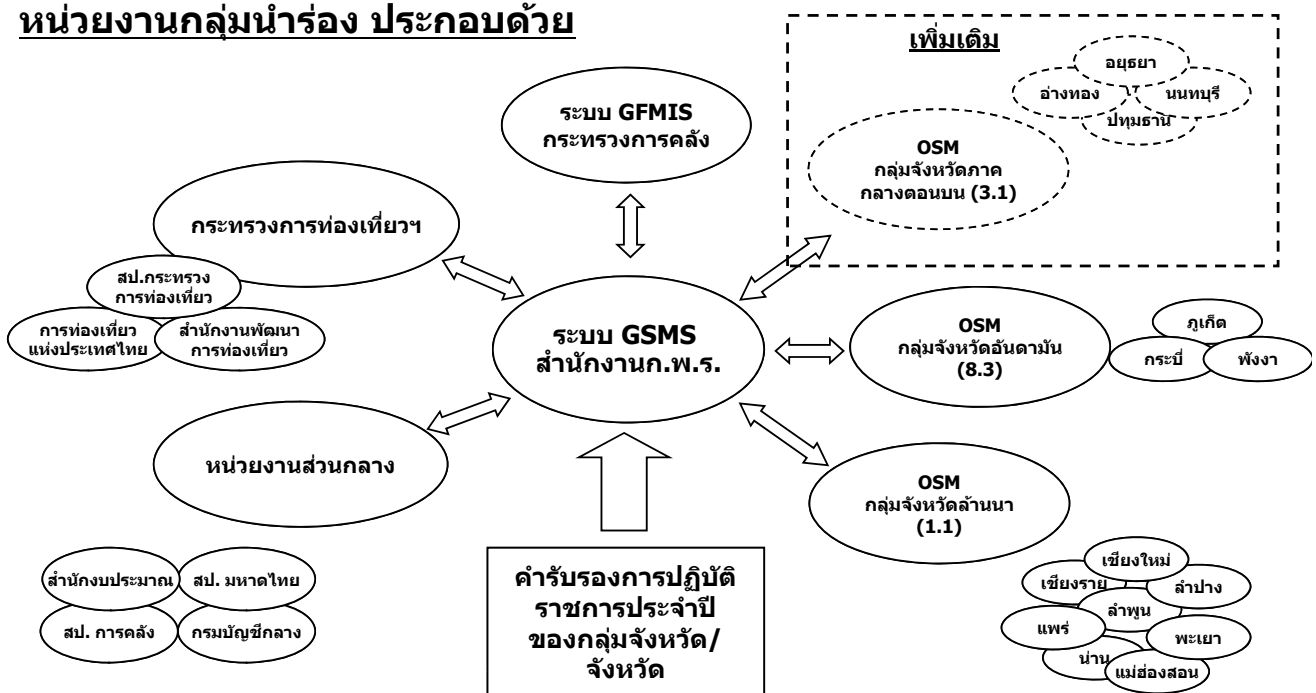 หน่วยงานกลุ่มนำร่อง ประกอบด้วย
เพิ่มเติม
อยุธยา
อ่างทอง
นนทบุรี
ปทุมธานี
ระบบ GFMIS
กระทรวงการคลัง
OSM
กลุ่มจังหวัดภาค
กลางตอนบน (3.1)
กระทรวงการท่องเที่ยวฯ
สป.กระทรวง
การท่องเที่ยว
การท่องเที่ยว
แห่งประเทศไทย
สำนักงานพัฒนา
การท่องเที่ยว
ระบบ GSMS
สำนักงานก.พ.ร.
OSM
กลุ่มจังหวัดอันดามัน
(8.3)
ภูเก็ต
กระบี่
พังงา
หน่วยงานส่วนกลาง
OSM
กลุ่มจังหวัดล้านนา
(1.1)
สำนักงบประมาณ
สป. มหาดไทย
สป. การคลัง
กรมบัญชีกลาง
คำรับรองการปฏิบัติ
ราชการประจำปี
ของกลุ่มจังหวัด/
จังหวัด
เชียงใหม่
เชียงราย
ลำปาง
ลำพูน
แพร่
พะเยา
น่าน
แม่ฮ่องสอน